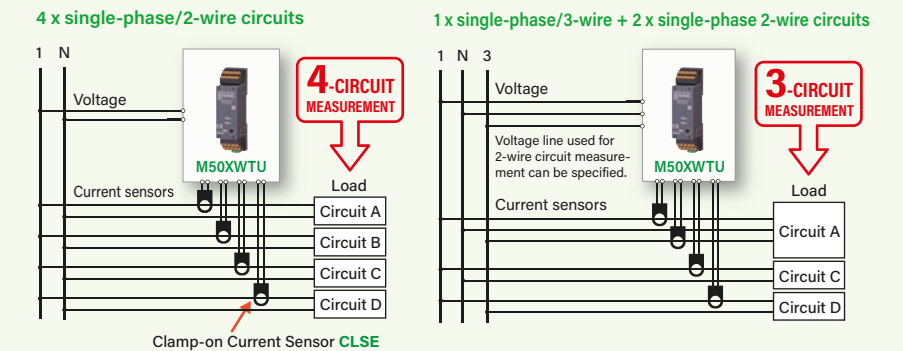 4 x single-phase/2-wire circuits
1 N
Voltage
4-CIRCUIT
MEASUREMENT
M50XWTU
Current sensors
Load
Circuit A
Circuit B
Circuit C
Circuit D
Clamp-on Current Sensor CLSE
1 x single-phase/3-wire + 2 x single-phase 2-wire circuits
1 N 3
Voltage
3-CIRCUIT
MEASUREMENT
Voltage line used for
2-wire circuit measure-
ment can be specified.
M50XWTU
Current sensors
Load
Circuit A
Circuit C
Circuit D